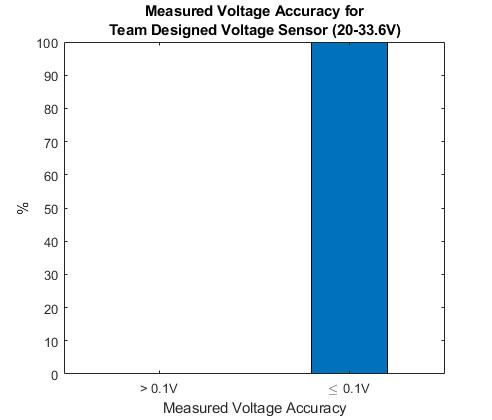 Measured Voltage Accuracy for
Team Designed Voltage Sensor (20-33.6V)
100
90
80
70
60
50
40
30
20
10
0
%
> 0.1V
≤ 0.1V
Measured Voltage Accuracy